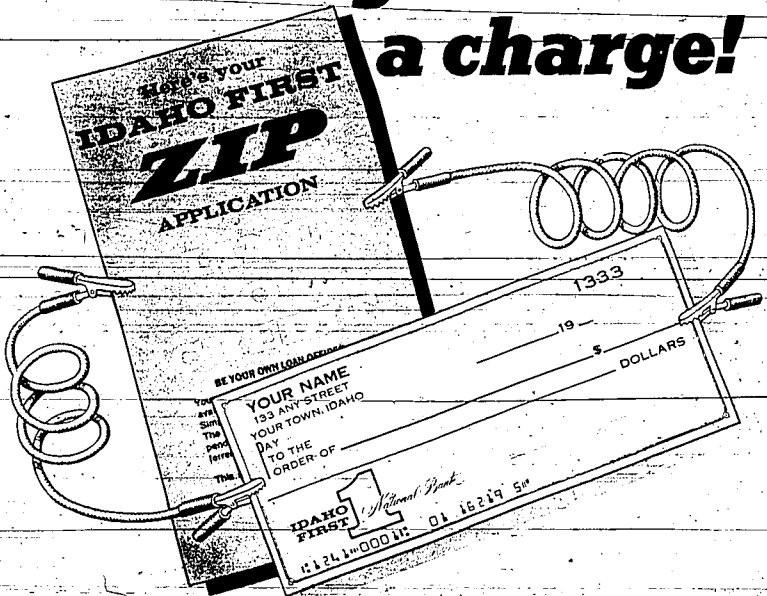 a charge!
Here's your
IDAHO FIRST
ZIP
APPLICATION
BE YOUR OWN LOAN OFFICER
1333
19
$
DOLLARS
YOUR NAME
133 ANY STREET
YOUR TOWN, IDAHO
PAY
TO THE
ORDER OF
IDAHO
FIRST
1
National Bank